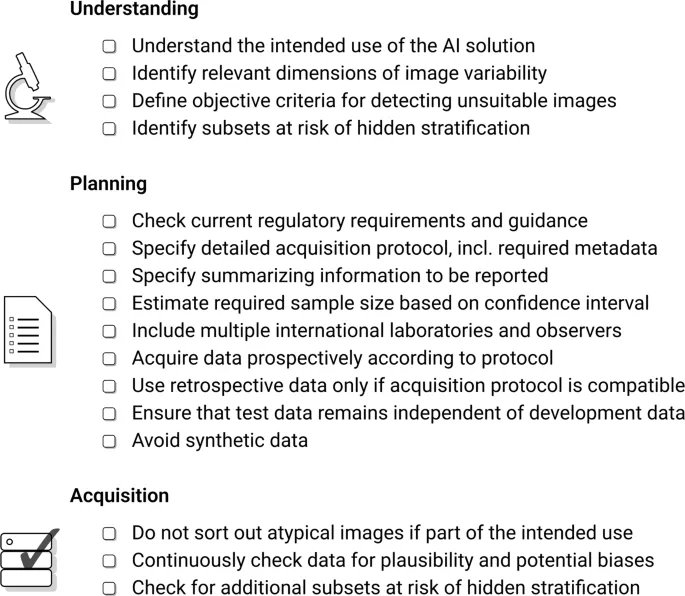 Understanding
Understand the intended use of the AI solution
Identify relevant dimensions of image variability
Define objective criteria for detecting unsuitable images
Identify subsets at risk of hidden stratification
Planning
Check current regulatory requirements and guidance
Specify detailed acquisition protocol, incl. required metadata
Specify summarizing information to be reported
Estimate required sample size based on confidence interval
Include multiple international laboratories and observers
Acquire data prospectively according to protocol
Use retrospective data only if acquisition protocol is compatible
Ensure that test data remains independent of development data
Avoid synthetic data
Acquisition
Do not sort out atypical images if part of the intended use
Continuously check data for plausibility and potential biases
Check for additional subsets at risk of hidden stratification